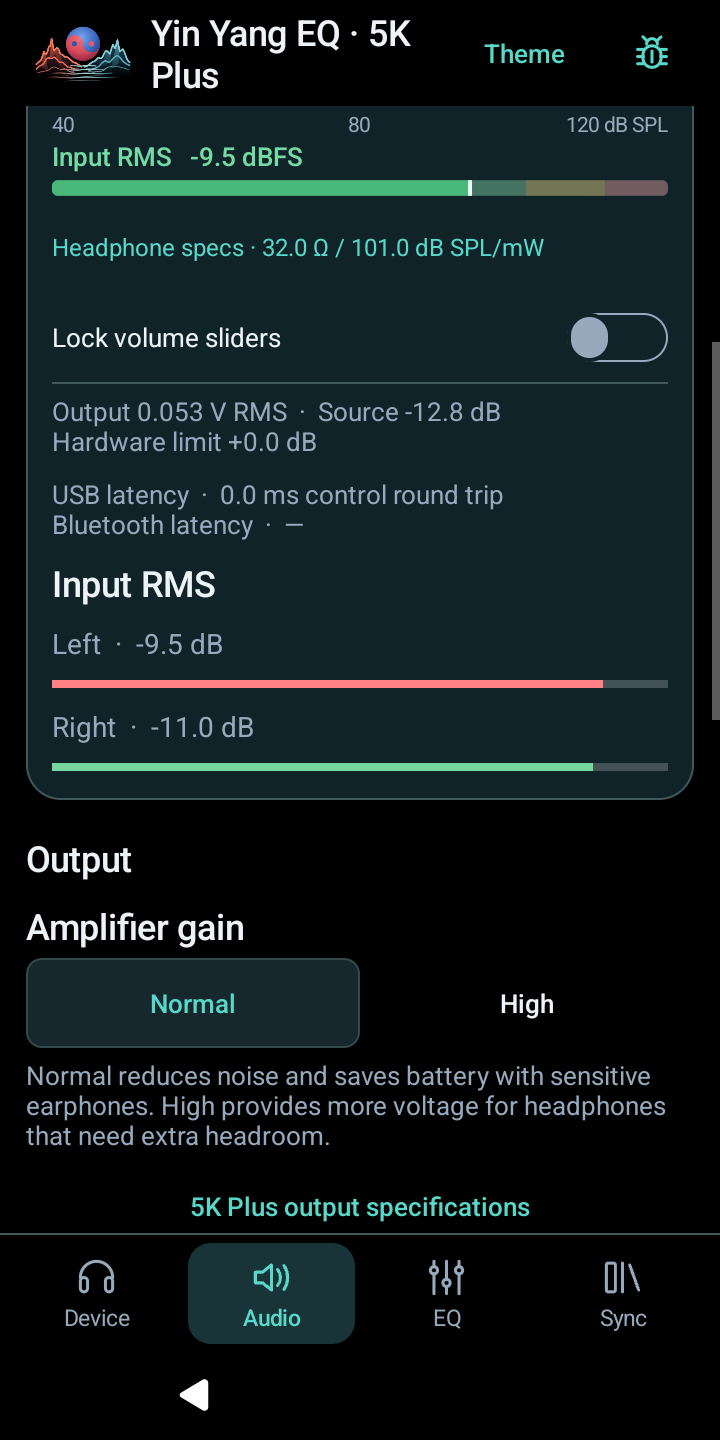 Yin Yang EQ · 5K
Plus
Theme
40 80 120 dB SPL
Input RMS -9.5 dBFS
Headphone specs · 32.0 Ω / 101.0 dB SPL/mW
Lock volume sliders
Output 0.053 V RMS · Source -12.8 dB
Hardware limit +0.0 dB
USB latency · 0.0 ms control round trip
Bluetooth latency · —
Input RMS
Left · -9.5 dB
Right · -11.0 dB
Output
Amplifier gain
Normal High
Normal reduces noise and saves battery with sensitive
earphones. High provides more voltage for headphones
that need extra headroom.
5K Plus output specifications
Device Audio EQ Sync